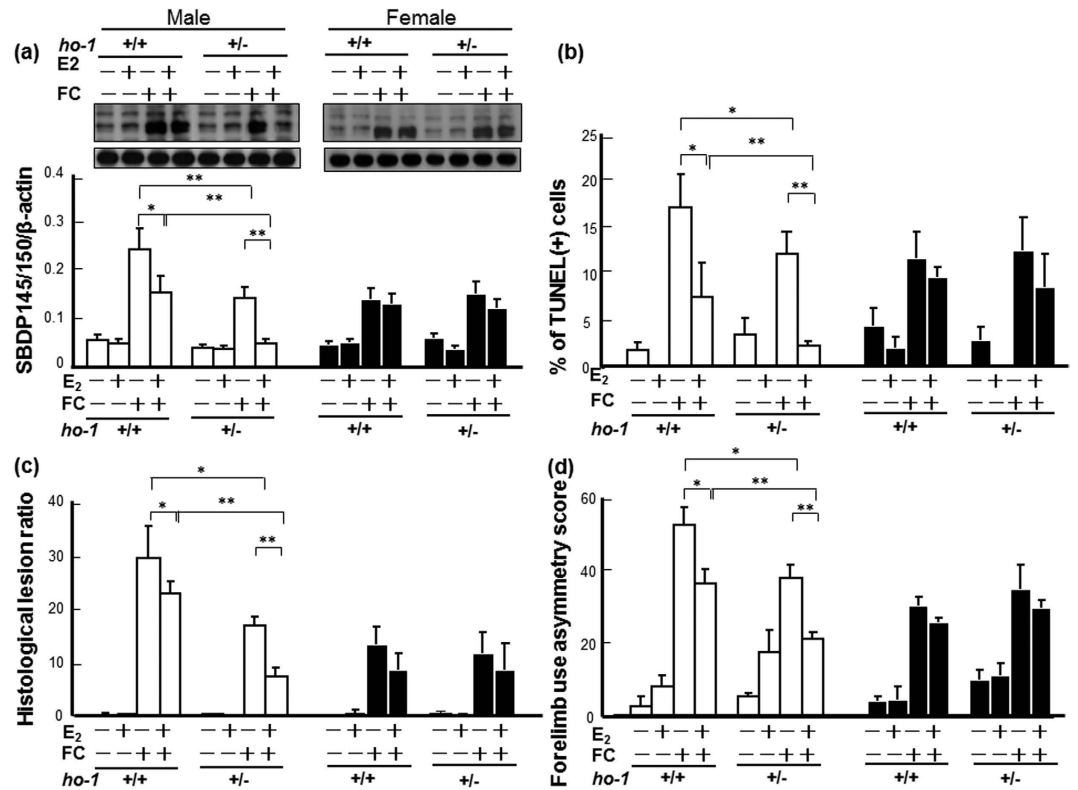 Male Female
(a) ho-1 +/+ +/- +/+ +/-
E2 − + − + − + − + − + − + − + − +
FC − − + + − − + + − − + + − − + +
SBDP145/150/β-actin
0.4
0.3
0.2
0.1
0
** 
**
*
**
E2 − + − + − + − + − + − + − + − +
FC − − + + − − + + − − + + − − + +
ho-1 +/+ +/- +/+ +/-
(b)
% of TUNEL(+) cells
25
20
15
10
5
0
*
**
*
**
E2 − + − + − + − + − + − + − + − +
FC − − + + − − + + − − + + − − + +
ho-1 +/+ +/- +/+ +/-
(c)
Histological lesion ratio
40
30
20
10
0
*
**
*
**
E2 − + − + − + − + − + − + − + − +
FC − − + + − − + + − − + + − − + +
ho-1 +/+ +/- +/+ +/-
(d)
Forelimb use asymmetry score
60
40
20
0
*
**
*
**
E2 − + − + − + − + − + − + − + − +
FC − − + + − − + + − − + + − − + +
ho-1 +/+ +/- +/+ +/-